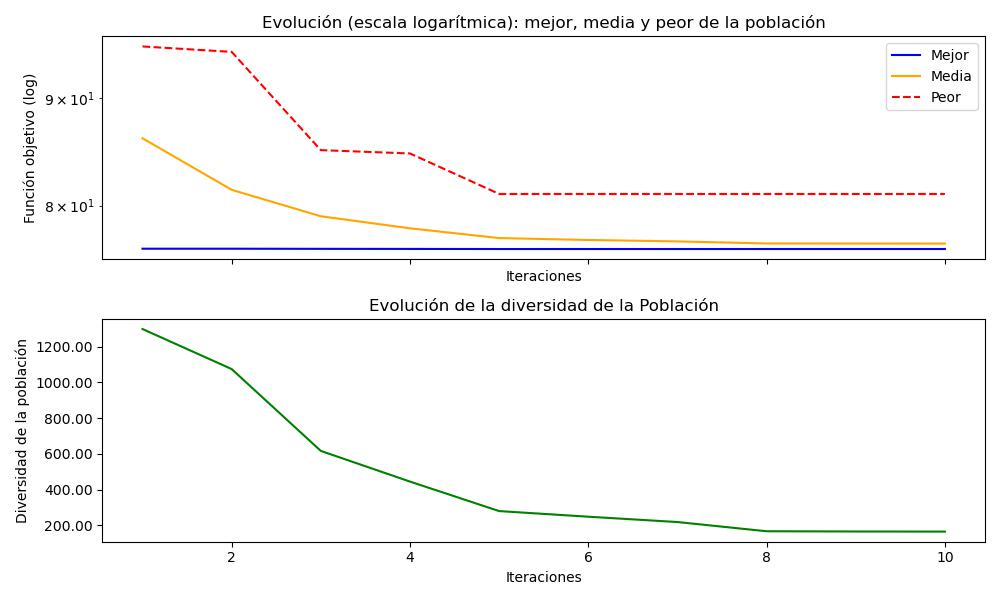 Evolución (escala logarítmica): mejor, media y peor de la población
Función objetivo (log)
9 × 10¹
8 × 10¹
Mejor
Media
Peor
Iteraciones
Evolución de la diversidad de la Población
Diversidad de la población
1200.00
1000.00
800.00
600.00
400.00
200.00
2 4 6 8 10
Iteraciones